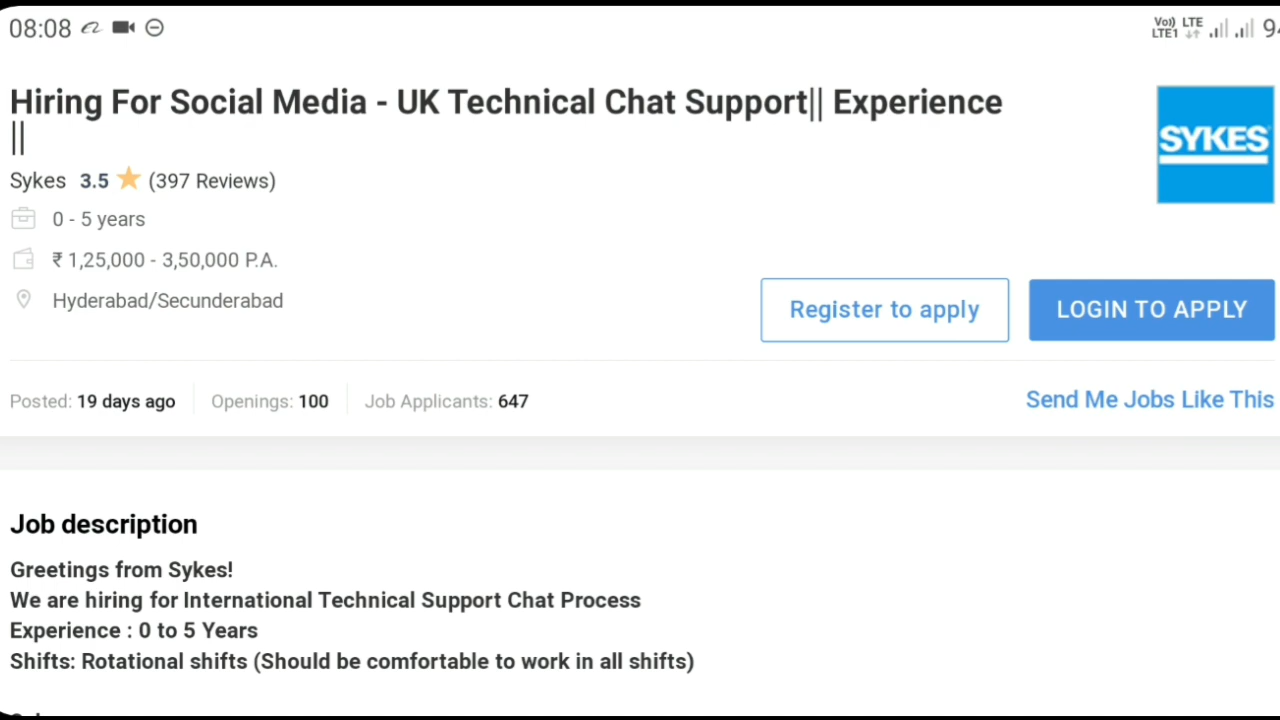 08:08
Vo)) LTE
LTE1
Hiring For Social Media - UK Technical Chat Support|| Experience
||
SYKES
Sykes 3.5 (397 Reviews)
0 - 5 years
₹ 1,25,000 - 3,50,000 P.A.
Hyderabad/Secunderabad
Register to apply
LOGIN TO APPLY
Posted: 19 days ago
Openings: 100
Job Applicants: 647
Send Me Jobs Like This
Job description
Greetings from Sykes!
We are hiring for International Technical Support Chat Process
Experience : 0 to 5 Years
Shifts: Rotational shifts (Should be comfortable to work in all shifts)